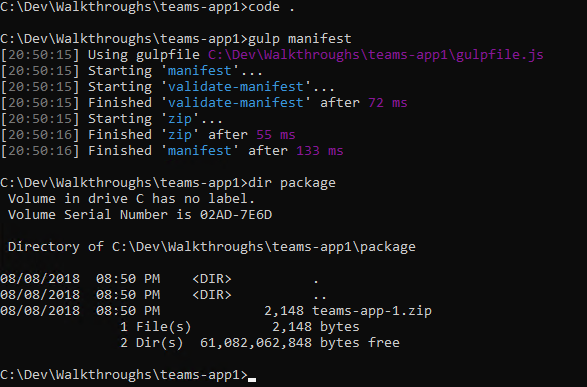 C:\Dev\Walkthroughs\teams-app1>code .
C:\Dev\Walkthroughs\teams-app1>gulp manifest
[20:50:15] Using gulpfile C:\Dev\Walkthroughs\teams-app1\gulpfile.js
[20:50:15] Starting 'manifest'...
[20:50:15] Starting 'validate-manifest'...
[20:50:15] Finished 'validate-manifest' after 72 ms
[20:50:15] Starting 'zip'...
[20:50:16] Finished 'zip' after 55 ms
[20:50:16] Finished 'manifest' after 133 ms
C:\Dev\Walkthroughs\teams-app1>dir package
Volume in drive C has no label.
Volume Serial Number is 02AD-7E6D
Directory of C:\Dev\Walkthroughs\teams-app1\package
08/08/2018  08:50 PM    <DIR>          .
08/08/2018  08:50 PM    <DIR>          ..
08/08/2018  08:50 PM             2,148 teams-app-1.zip
1 File(s)          2,148 bytes
2 Dir(s)  61,082,062,848 bytes free
C:\Dev\Walkthroughs\teams-app1>